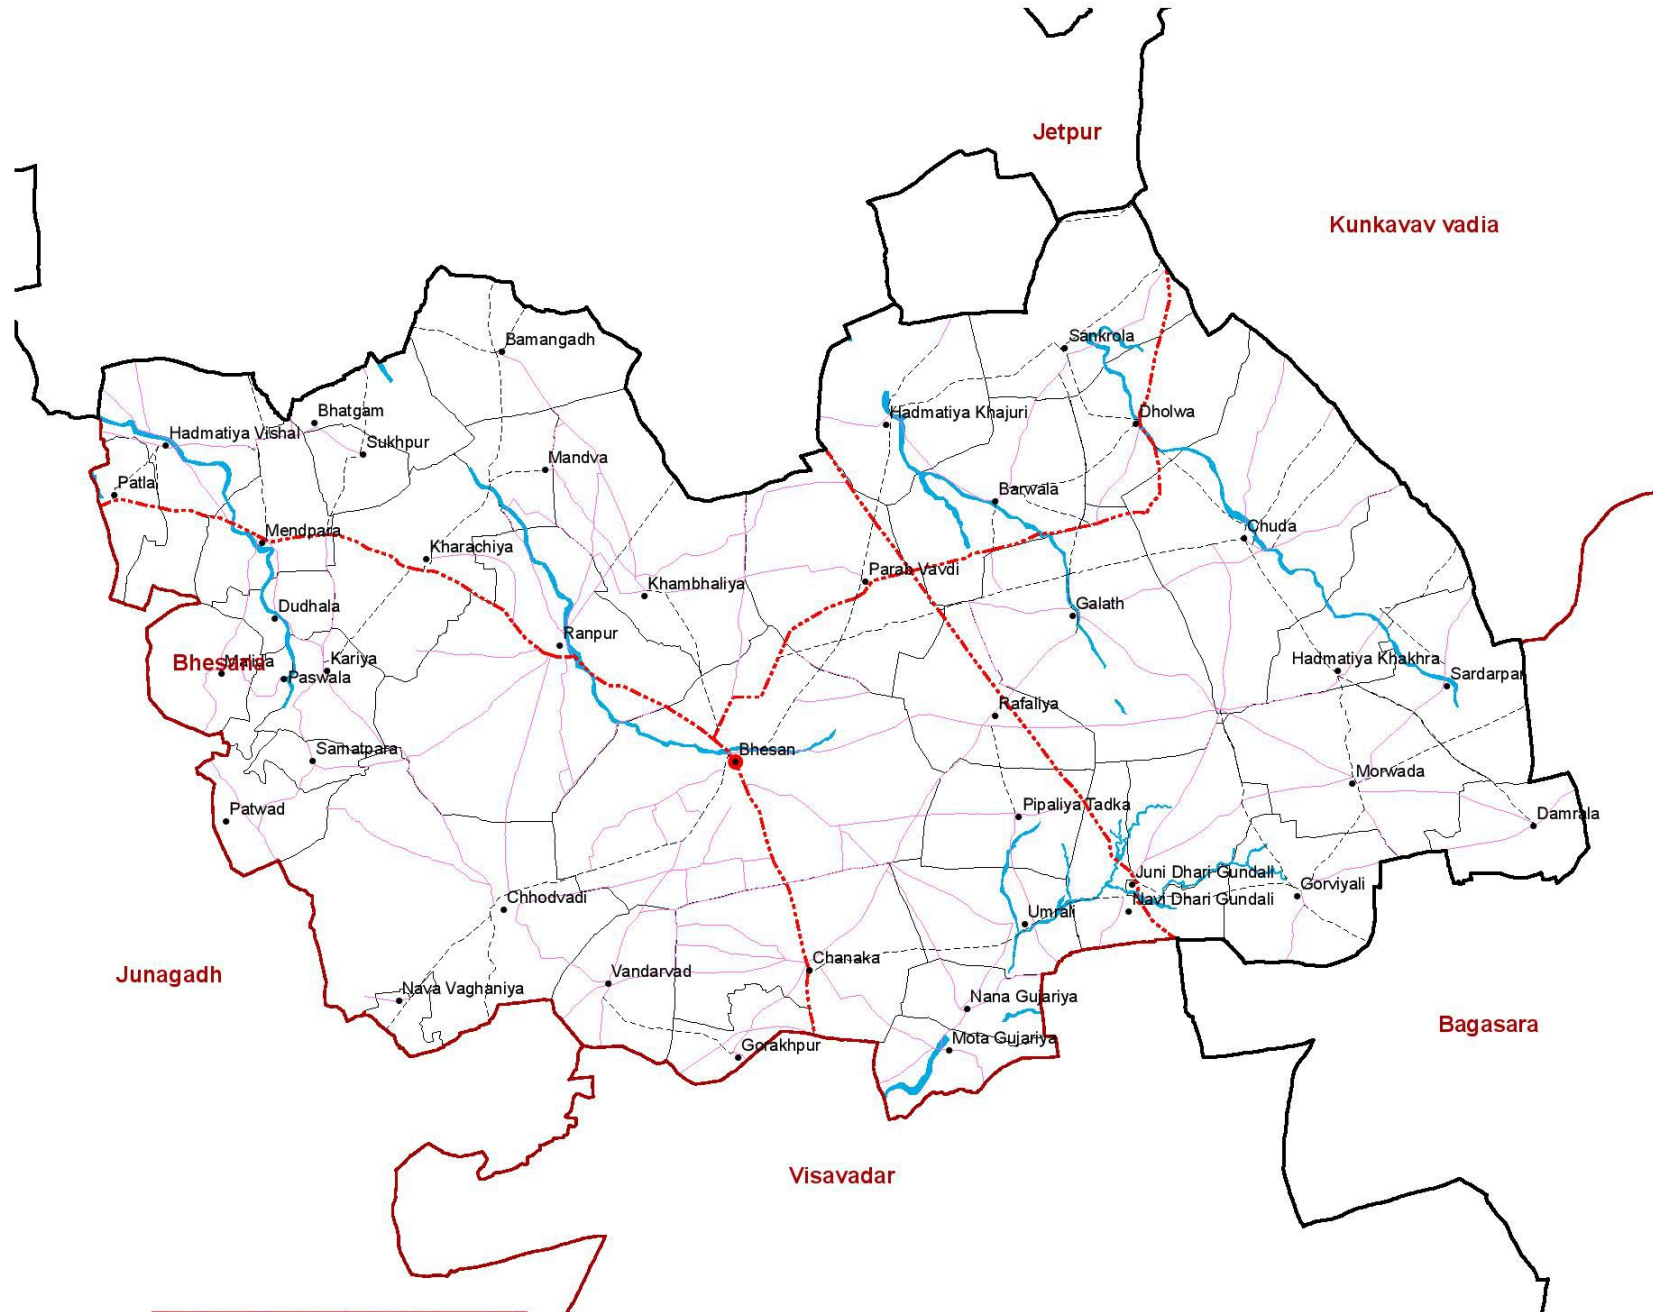 Jetpur
Kunkavav vadia
Sankrola
Bamangadh
Bhatgam
Hadmatiya Khajuri
Dholwa
Hadmatiya Vishal
Sukhpur
Mandva
Patla
Barwala
Mendpara
Chuda
Kharachiya
Parab Vavdi
Khambhaliya
Dudhala
Galath
Ranpur
Bhesana
Malida
Kariya
Paswala
Hadmatiya Khakhra
Sardarpar
Rafaliya
Samatpara
Bhesan
Morwada
Patwad
Pipaliya Tadka
Damrala
Juni Dhari Gundali
Gorviyali
Chhodvadi
Navi Dhari Gundali
Umrali
Junagadh
Vandarvad
Chanaka
Nava Vaghaniya
Nana Gujariya
Bagasara
Gorakhpur
Mota Gujariya
Visavadar